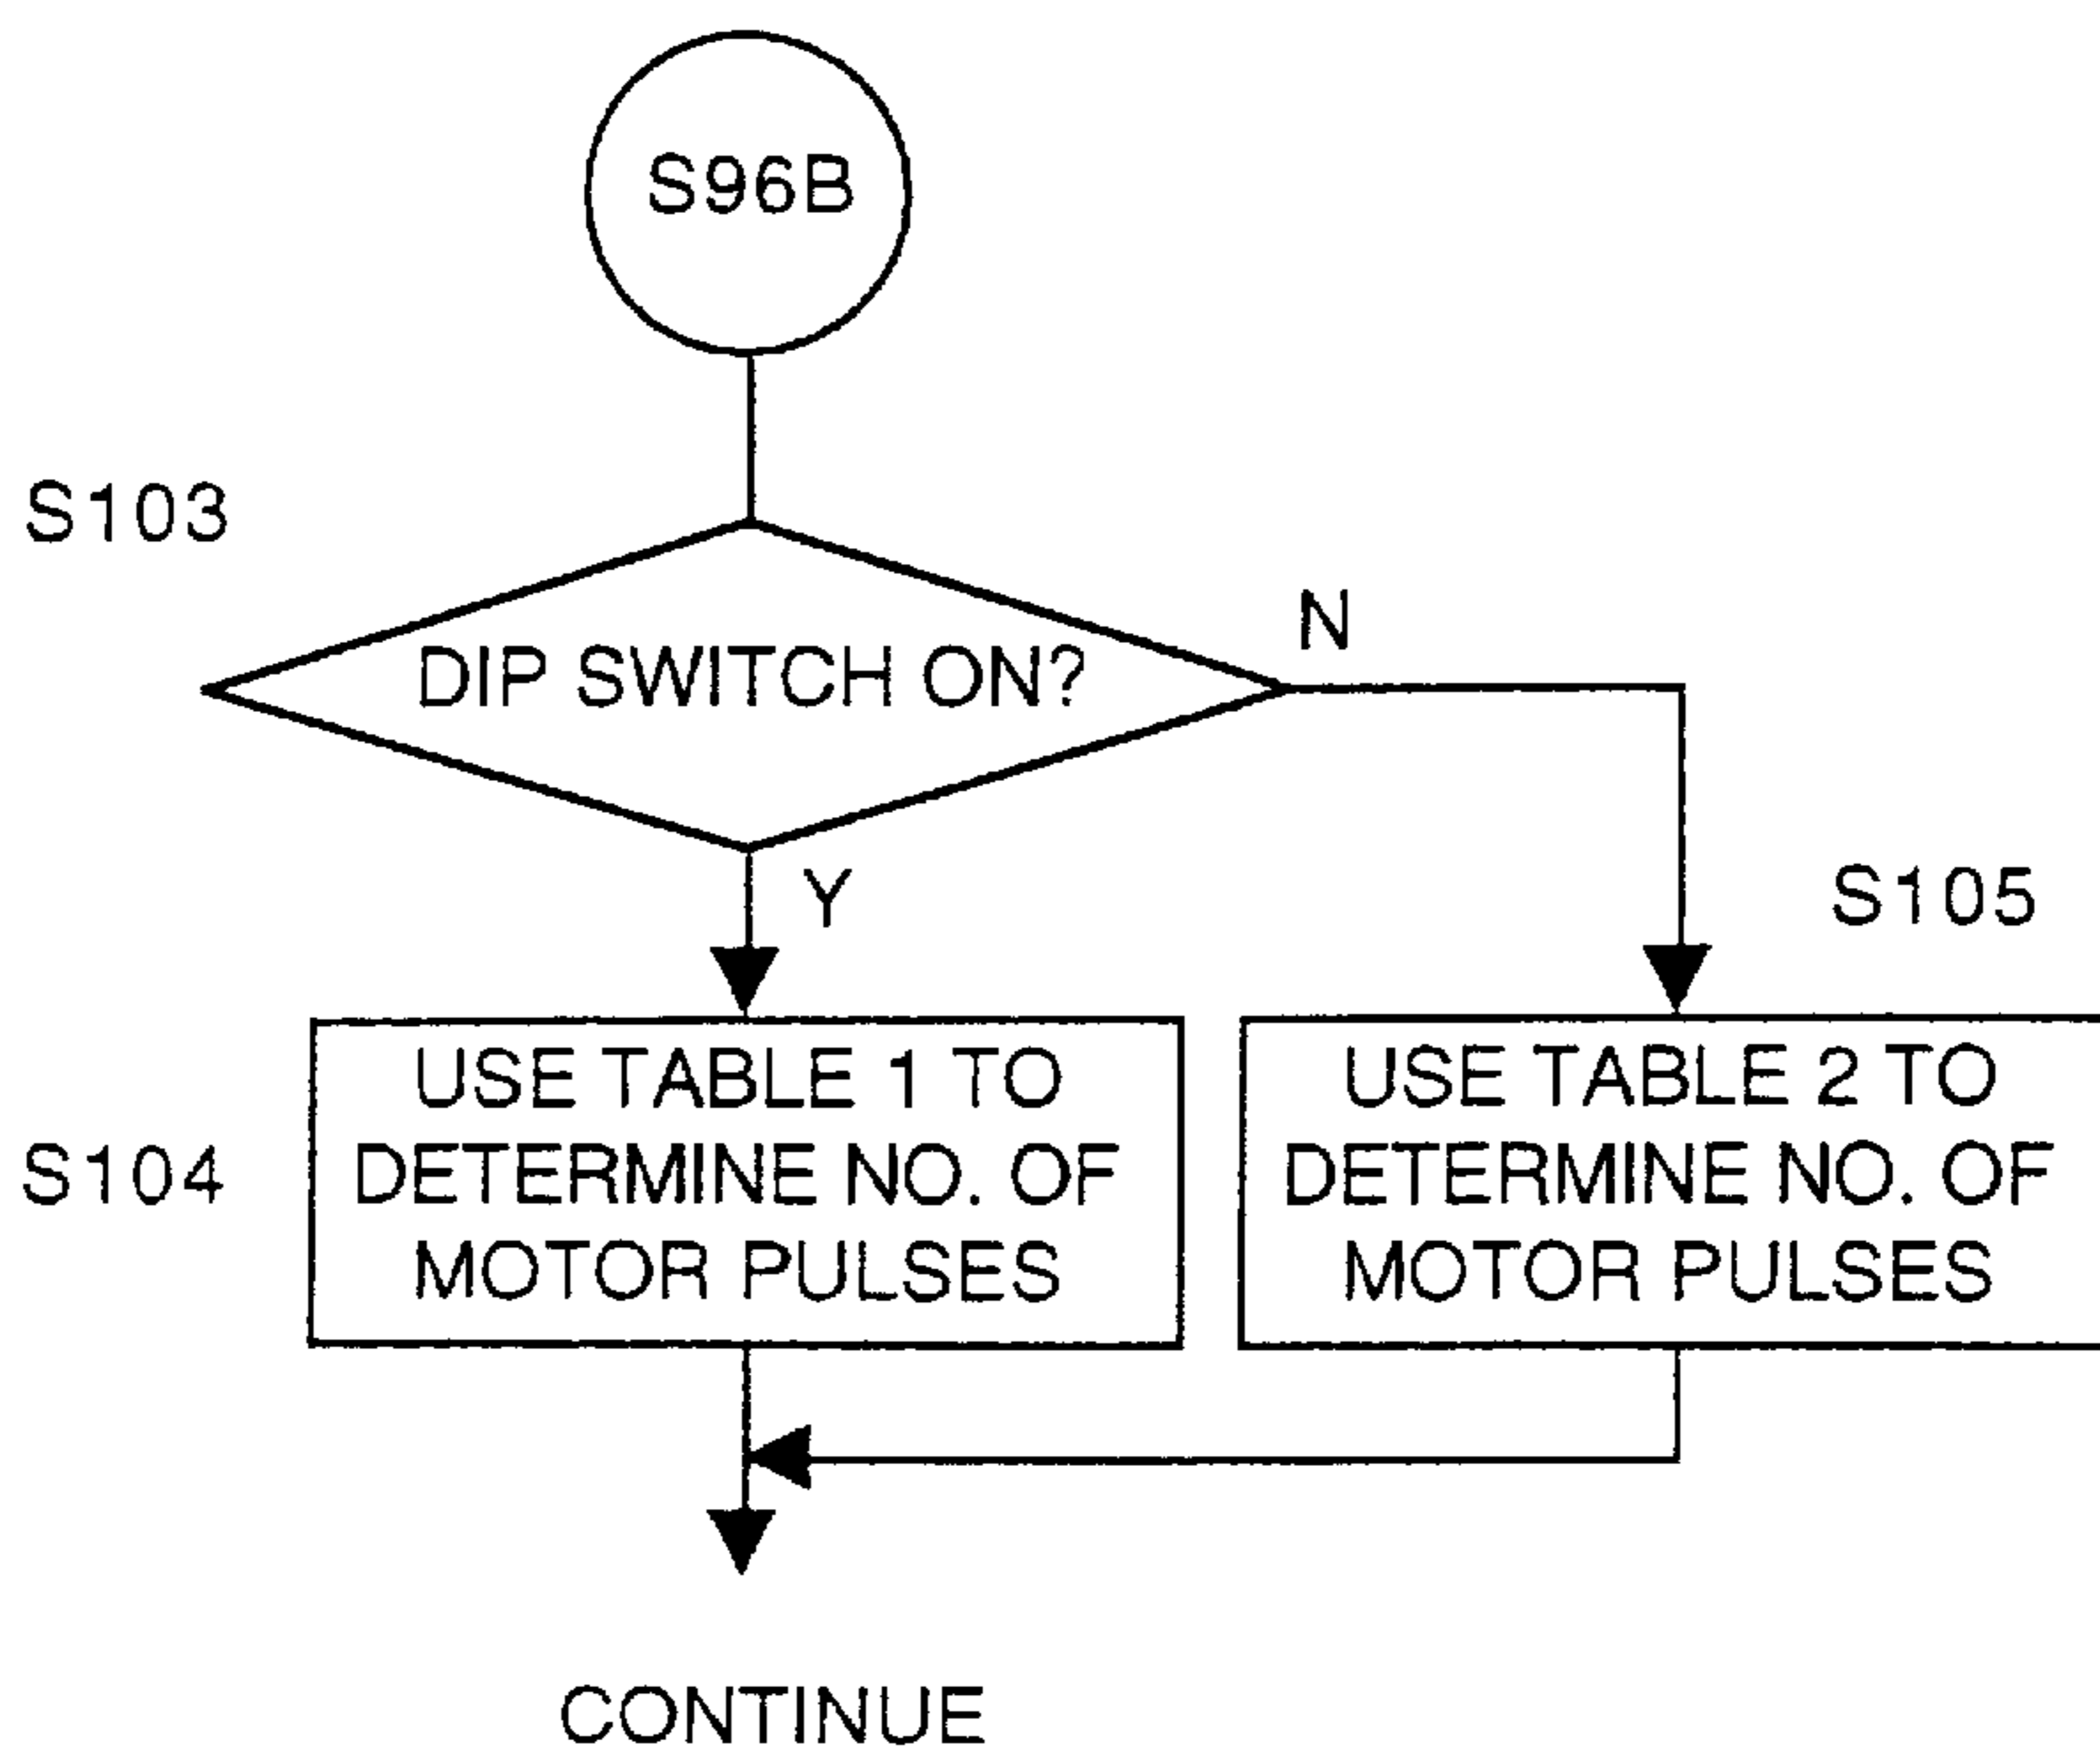 S96B
S103
DIP SWITCH ON?
N
Y
S105
USE TABLE 1 TO
DETERMINE NO. OF
MOTOR PULSES
S104
USE TABLE 2 TO
DETERMINE NO. OF
MOTOR PULSES
CONTINUE